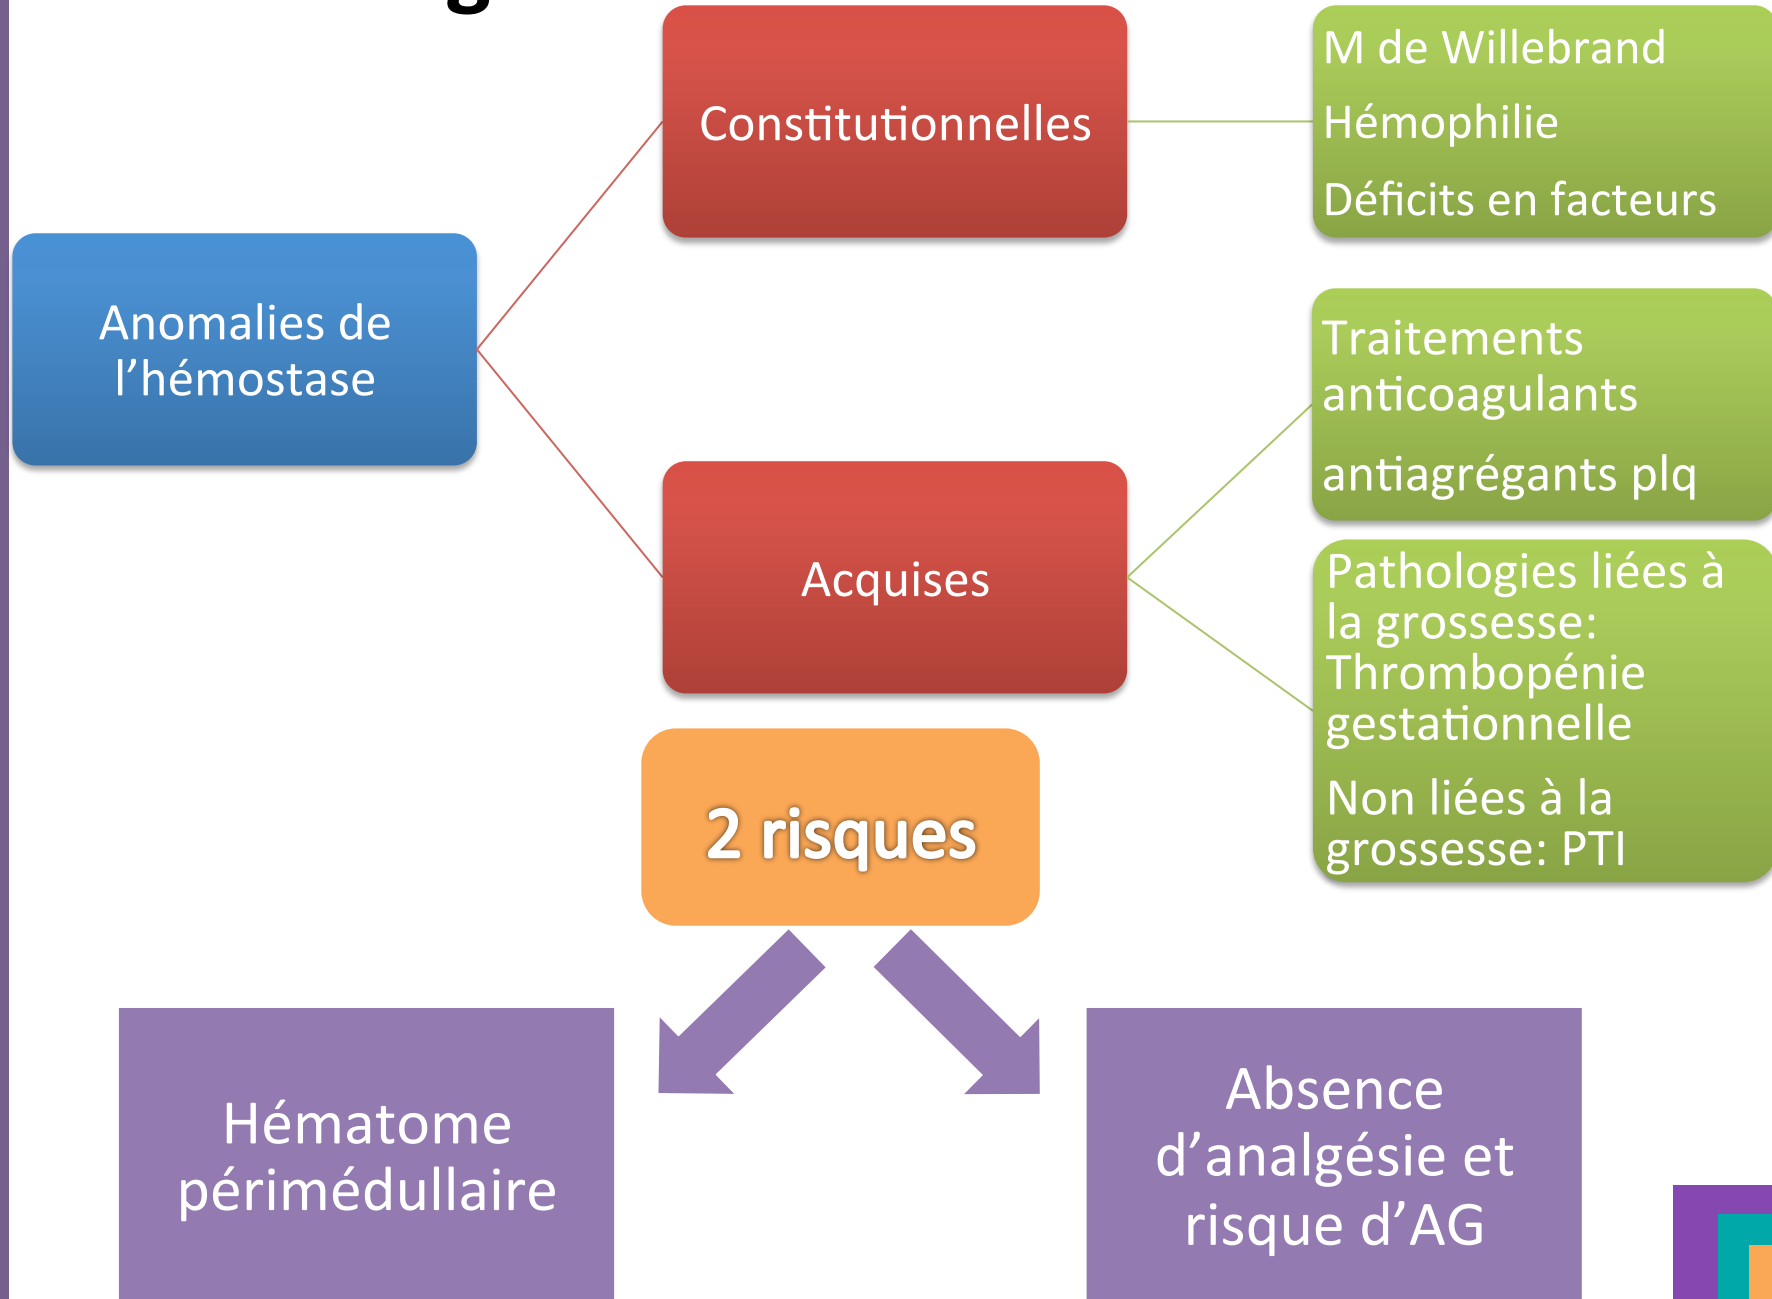 Constitutionnelles
M de Willebrand
Hémophilie
Déficits en facteurs
Anomalies de
l’hémostase
Acquises
Traitements
anticoagulants
antiagrégants plq
Pathologies liées à
la grossesse:
Thrombopénie
gestationnelle
Non liées à la
grossesse: PTI
2 risques
Hématome
périmédullaire
Absence
d’analgésie et
risque d’AG